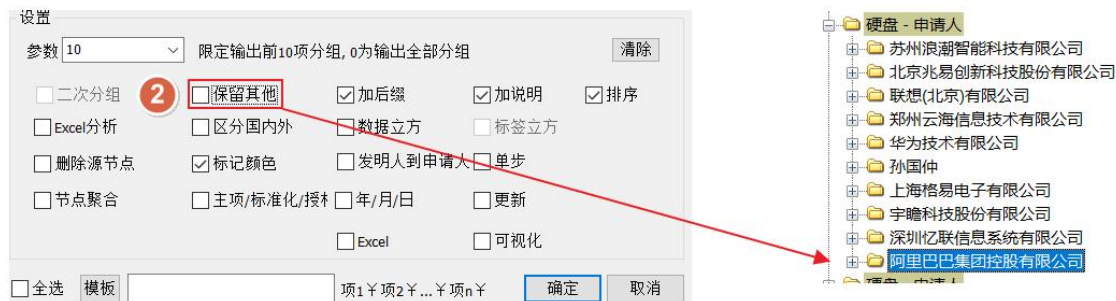 设置
参数 10 限定输出前10项分组, 0为输出全部分组 清除
二次分组 2 保留其他 加后缀 加说明 排序
Excel分析 区分国内外 数据立方 标签立方
删除源节点 标记颜色 发明人到申请人 单步
节点聚合 主项/标准化/授权 年/月/日 更新
Excel 可视化
全选 模板 项1￥项2￥...￥项n￥ 确定 取消
硬盘 - 申请人
苏州浪潮智能科技有限公司
北京兆易创新科技股份有限公司
联想(北京)有限公司
郑州云海信息技术有限公司
华为技术有限公司
孙国仲
上海格易电子有限公司
宇瞻科技股份有限公司
深圳忆联信息系统有限公司
阿里巴巴集团控股有限公司
硬盘 - 申请人